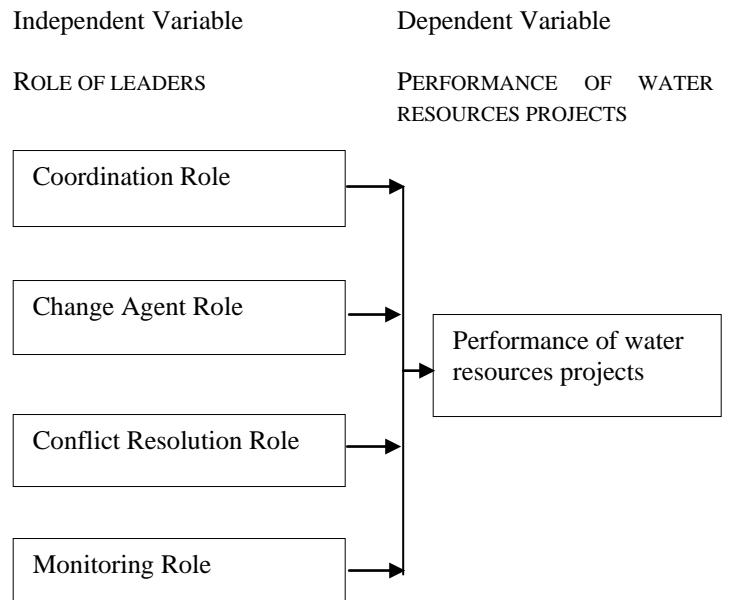 Independent Variable
Dependent Variable
ROLE OF LEADERS
PERFORMANCE OF WATER
RESOURCES PROJECTS
Coordination Role
Change Agent Role
Performance of water
resources projects
Conflict Resolution Role
Monitoring Role